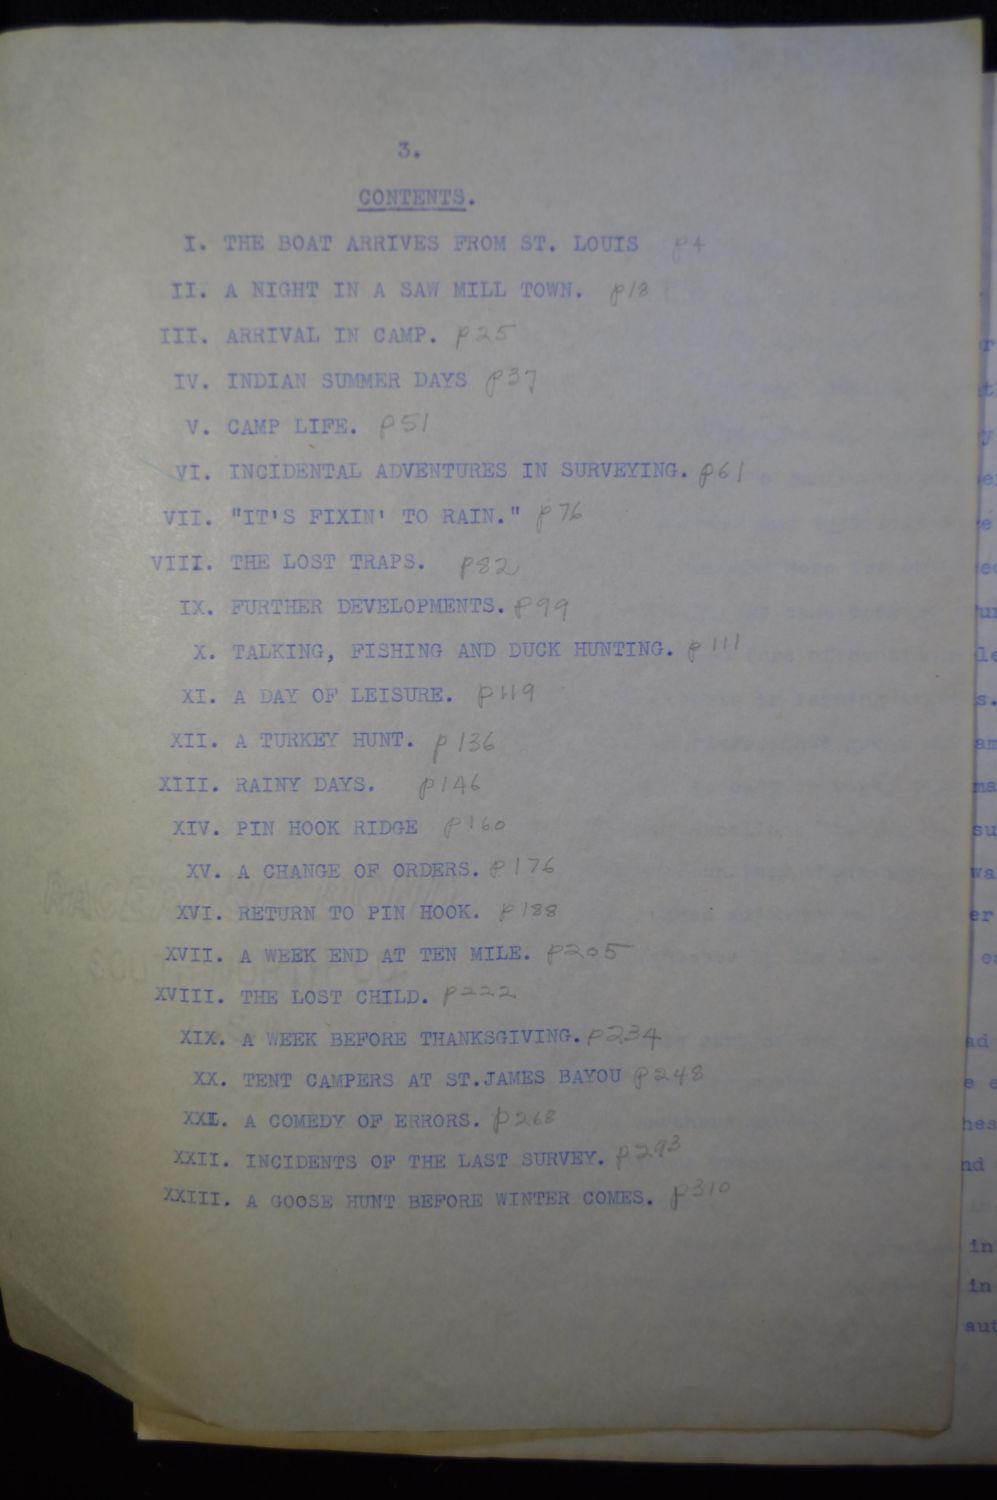 3.
CONTENTS.
I. THE BOAT ARRIVES FROM ST. LOUIS p4
II. A NIGHT IN A SAW MILL TOWN. p18
III. ARRIVAL IN CAMP. p25
IV. INDIAN SUMMER DAYS p37
V. CAMP LIFE. p51
VI. INCIDENTAL ADVENTURES IN SURVEYING. p61
VII. "IT'S FIXIN' TO RAIN." p76
VIII. THE LOST TRAPS. p82
IX. FURTHER DEVELOPMENTS. p99
X. TALKING, FISHING AND DUCK HUNTING. p111
XI. A DAY OF LEISURE. p119
XII. A TURKEY HUNT. p136
XIII. RAINY DAYS. p146
XIV. PIN HOOK RIDGE p160
XV. A CHANGE OF ORDERS. p176
XVI. RETURN TO PIN HOOK. p188
XVII. A WEEK END AT TEN MILE. p205
XVIII. THE LOST CHILD. p222
XIX. A WEEK BEFORE THANKSGIVING. p234
XX. TENT CAMPERS AT ST.JAMES BAYOU p248
XXI. A COMEDY OF ERRORS. p268
XXII. INCIDENTS OF THE LAST SURVEY. p293
XXIII. A GOOSE HUNT BEFORE WINTER COMES. p310